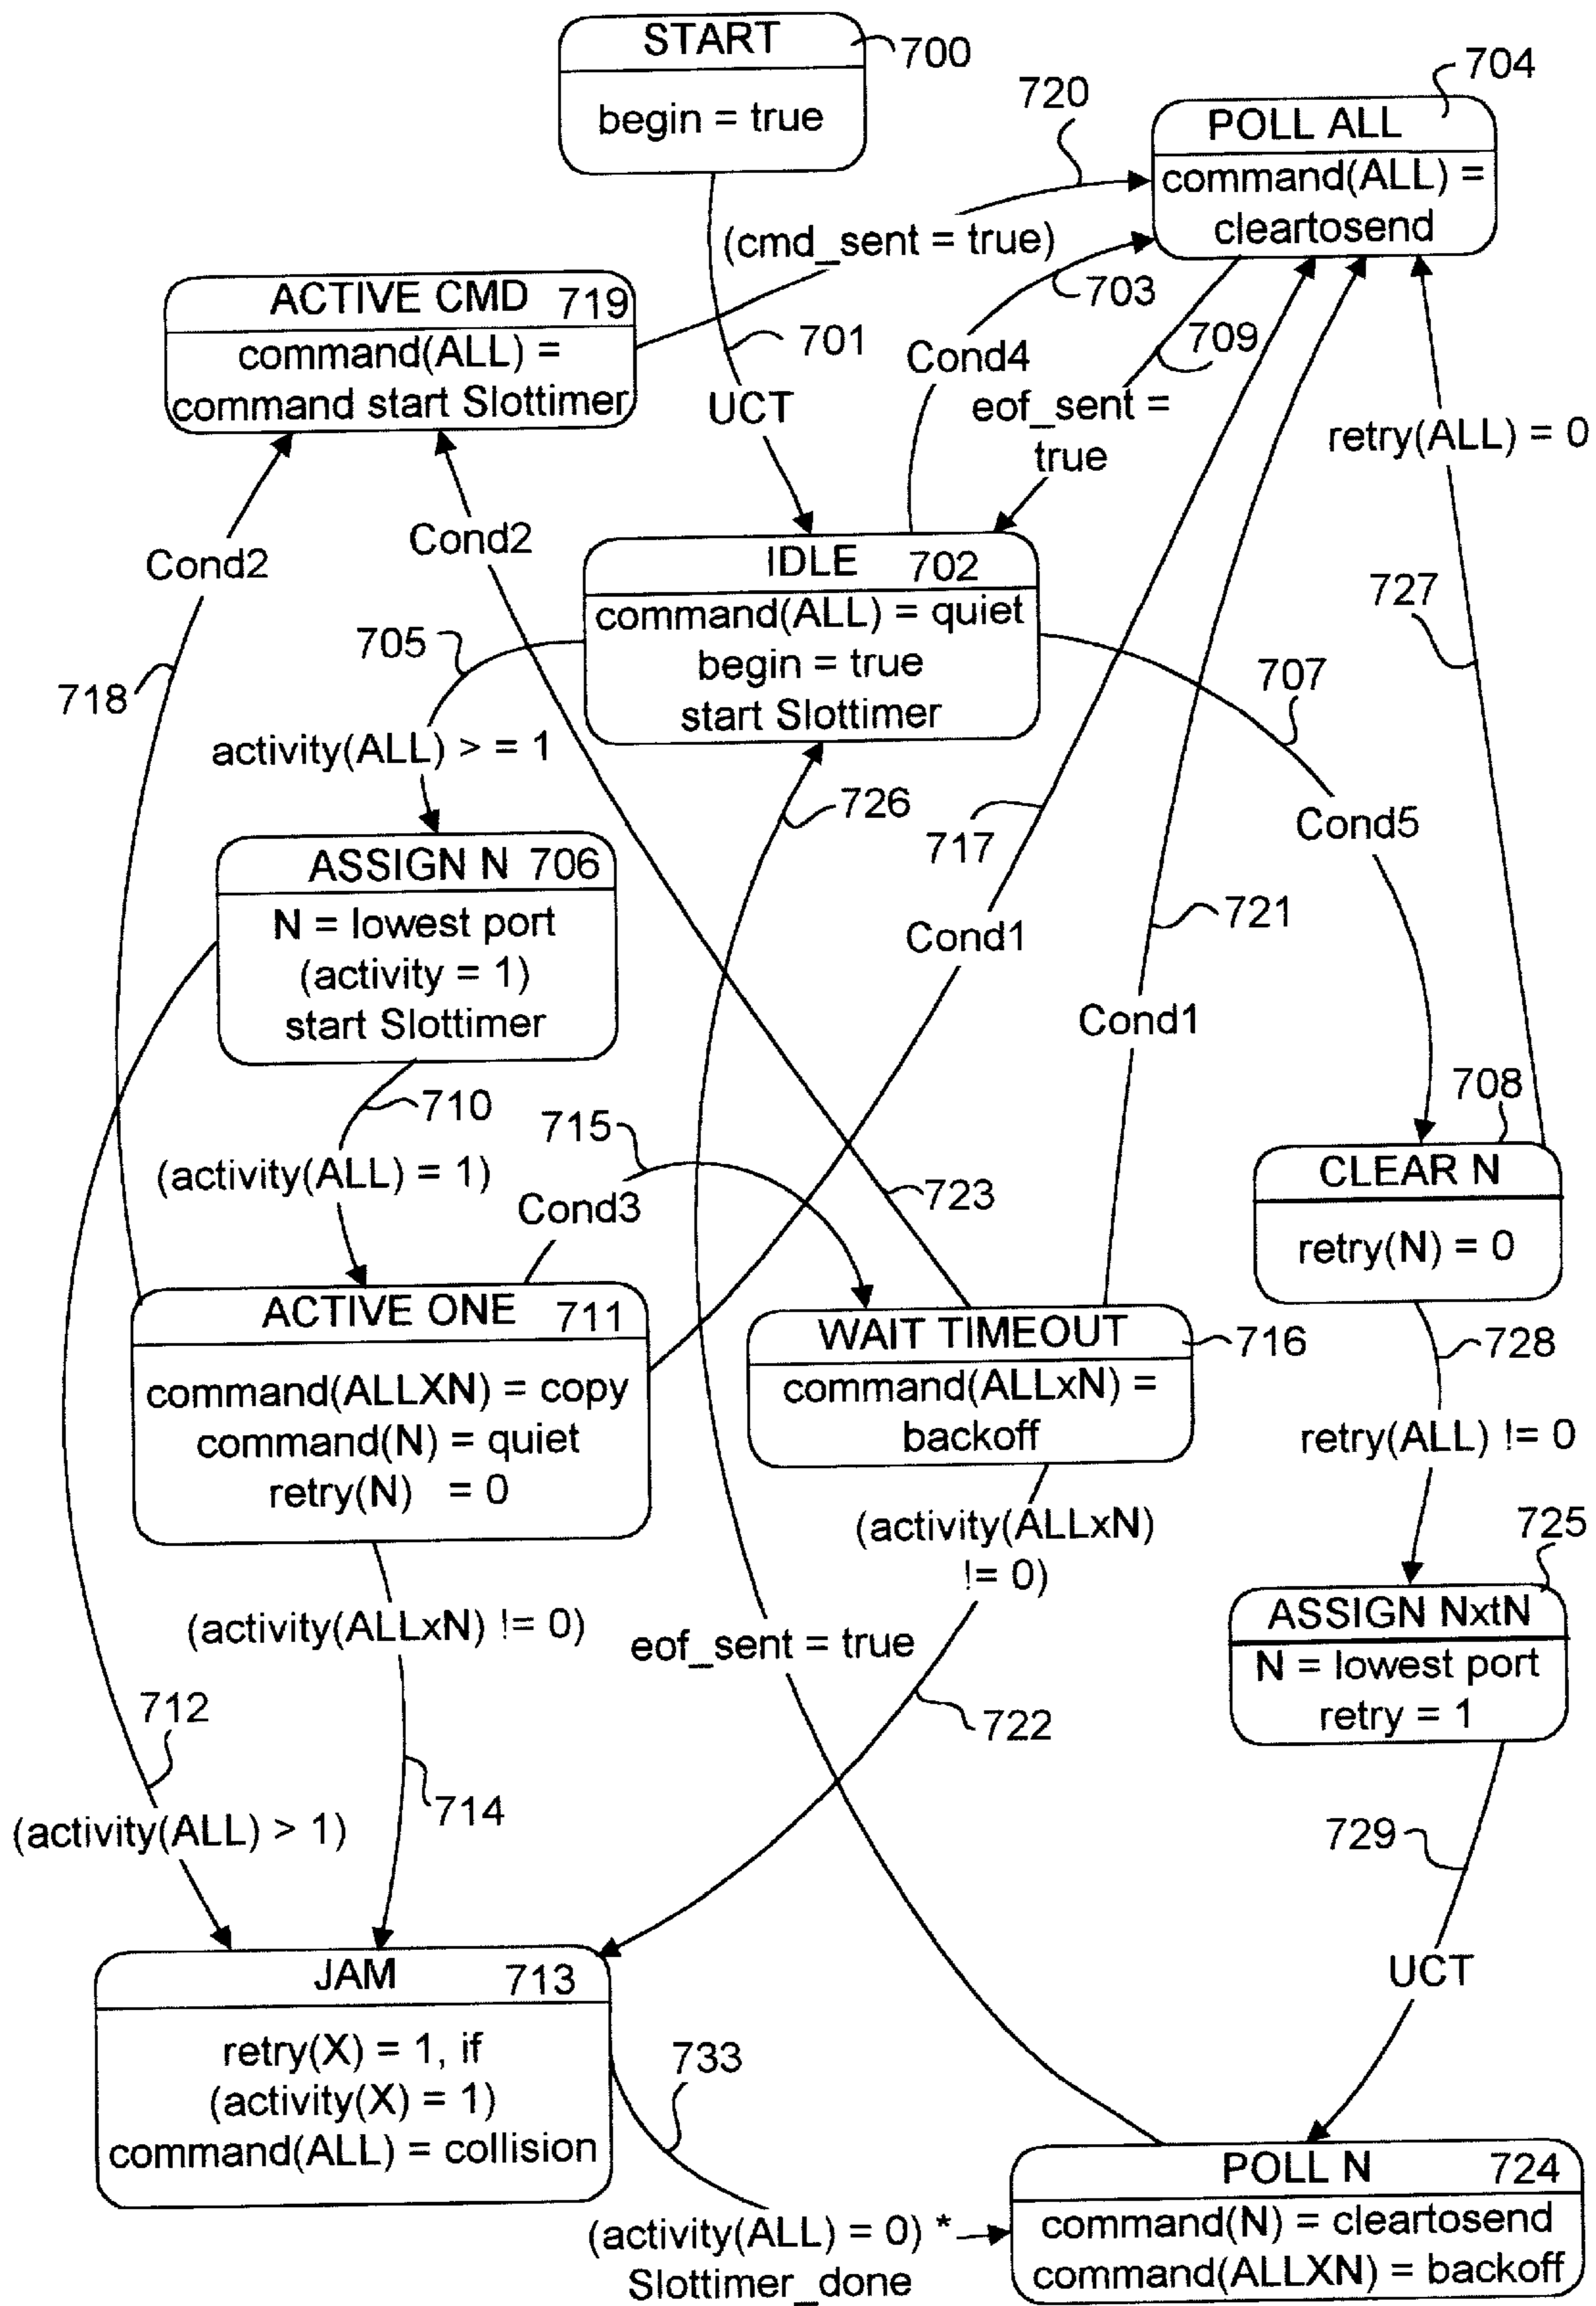 START
700
begin = true
704
POLL ALL
command(ALL) =
cleartosend
720
(cmd_sent = true)
703
709
701
UCT
Cond4
eof_sent =
true
ACTIVE CMD 719
command(ALL) =
command start Slottimer
retry(ALL) = 0
Cond2
Cond2
IDLE 702
command(ALL) = quiet
begin = true
start Slottimer
727
705
718
707
activity(ALL) > = 1
726
717
Cond5
ASSIGN N 706
N = lowest port
(activity = 1)
start Slottimer
Cond1
721
Cond1
710
715
708
(activity(ALL) = 1)
Cond3
723
CLEAR N
retry(N) = 0
ACTIVE ONE 711
command(ALLXN) = copy
command(N) = quiet
retry(N) = 0
WAIT TIMEOUT
716
command(ALLxN) =
backoff
728
retry(ALL) != 0
(activity(ALLxN)
!= 0)
725
ASSIGN NxtN
N = lowest port
retry = 1
(activity(ALLxN) != 0)
eof_sent = true
712
722
714
(activity(ALL) > 1)
729
UCT
JAM 713
retry(X) = 1, if
(activity(X) = 1)
command(ALL) = collision
733
(activity(ALL) = 0) *
Slottimer_done
POLL N 724
command(N) = cleartosend
command(ALLXN) = backoff